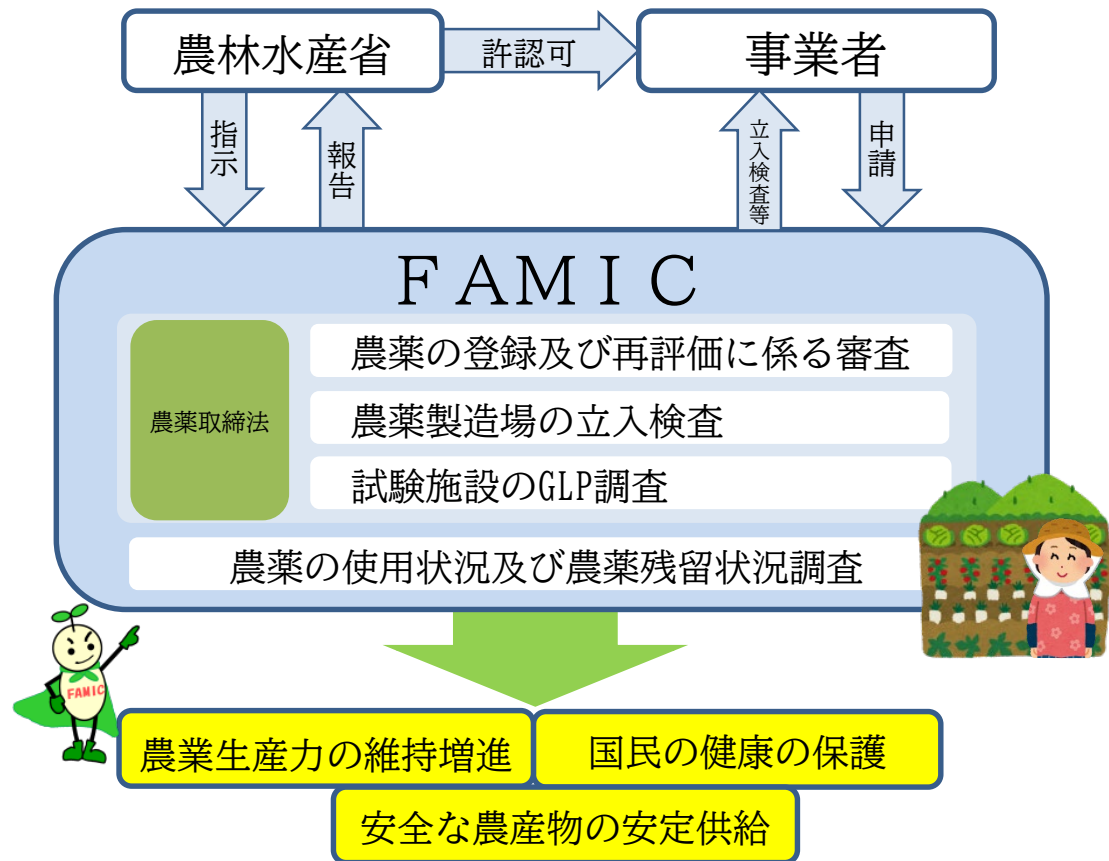 農林水産省
許認可
事業者
指示
報告
立入検査等
申請
ＦＡＭＩＣ
農薬取締法
農薬の登録及び再評価に係る審査
農薬製造場の立入検査
試験施設のGLP調査
農薬の使用状況及び農薬残留状況調査
FAMIC
農業生産力の維持増進
国民の健康の保護
安全な農産物の安定供給